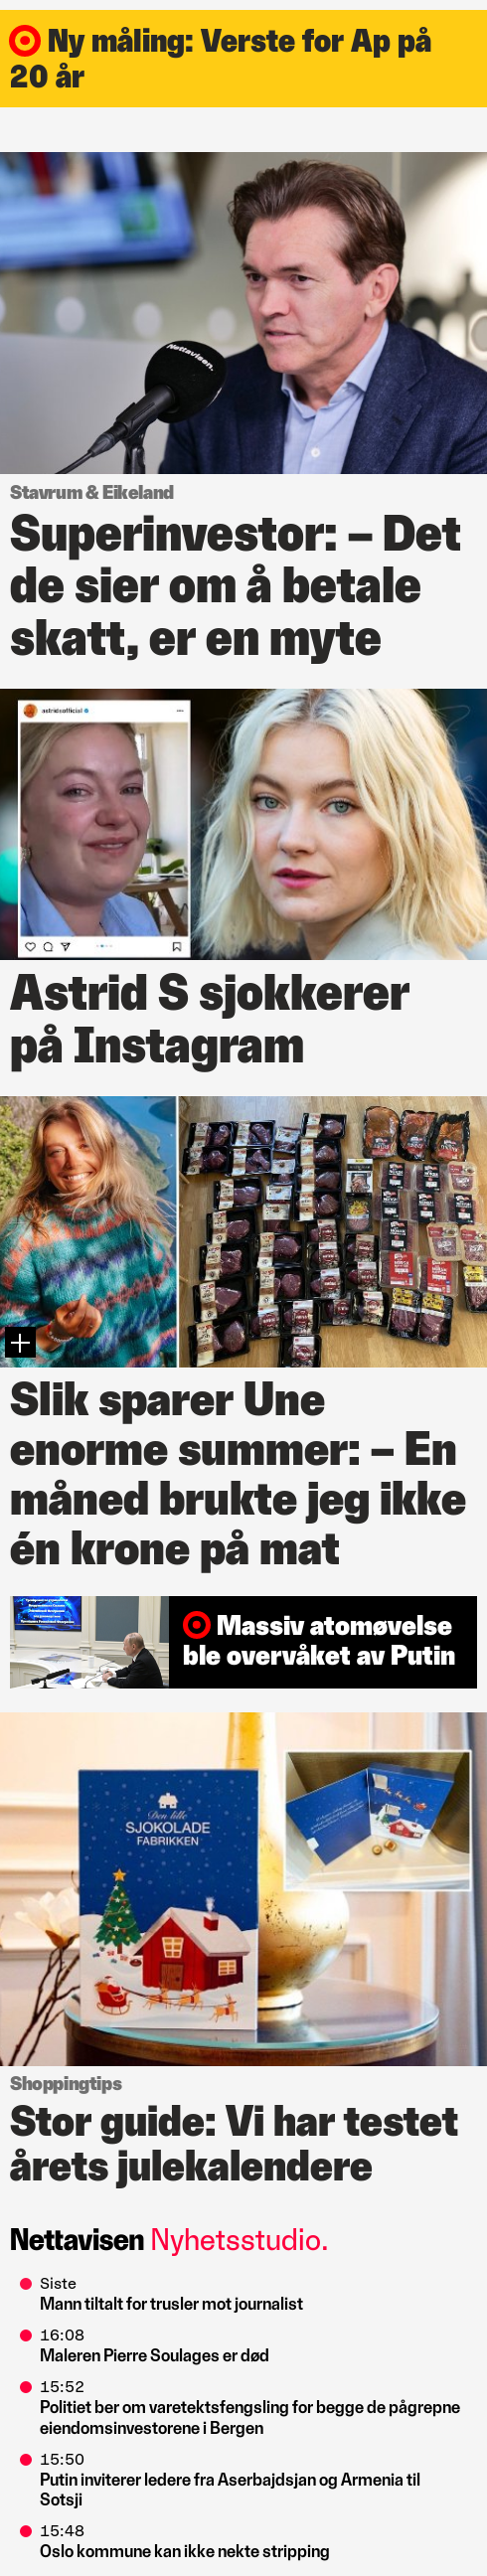 Ny måling: Verste for Ap på
20 år
Nettavisen.
Stavrum & Eikeland
Superinvestor: – Det
de sier om å betale
skatt, er en myte
astridsofficial
Astrid S sjokkerer
på Instagram
Slik sparer Une
enorme summer: – En
måned brukte jeg ikke
én krone på mat
Massiv atomøvelse
ble overvåket av Putin
Den lille
SJOKOLADE
FABRIKKEN
Shoppingtips
Stor guide: Vi har testet
årets julekalendere
Nettavisen Nyhetsstudio.
Siste
Mann tiltalt for trusler mot journalist
16:08
Maleren Pierre Soulages er død
15:52
Politiet ber om varetektsfengsling for begge de pågrepne
eiendomsinvestorene i Bergen
15:50
Putin inviterer ledere fra Aserbajdsjan og Armenia til
Sotsji
15:48
Oslo kommune kan ikke nekte stripping